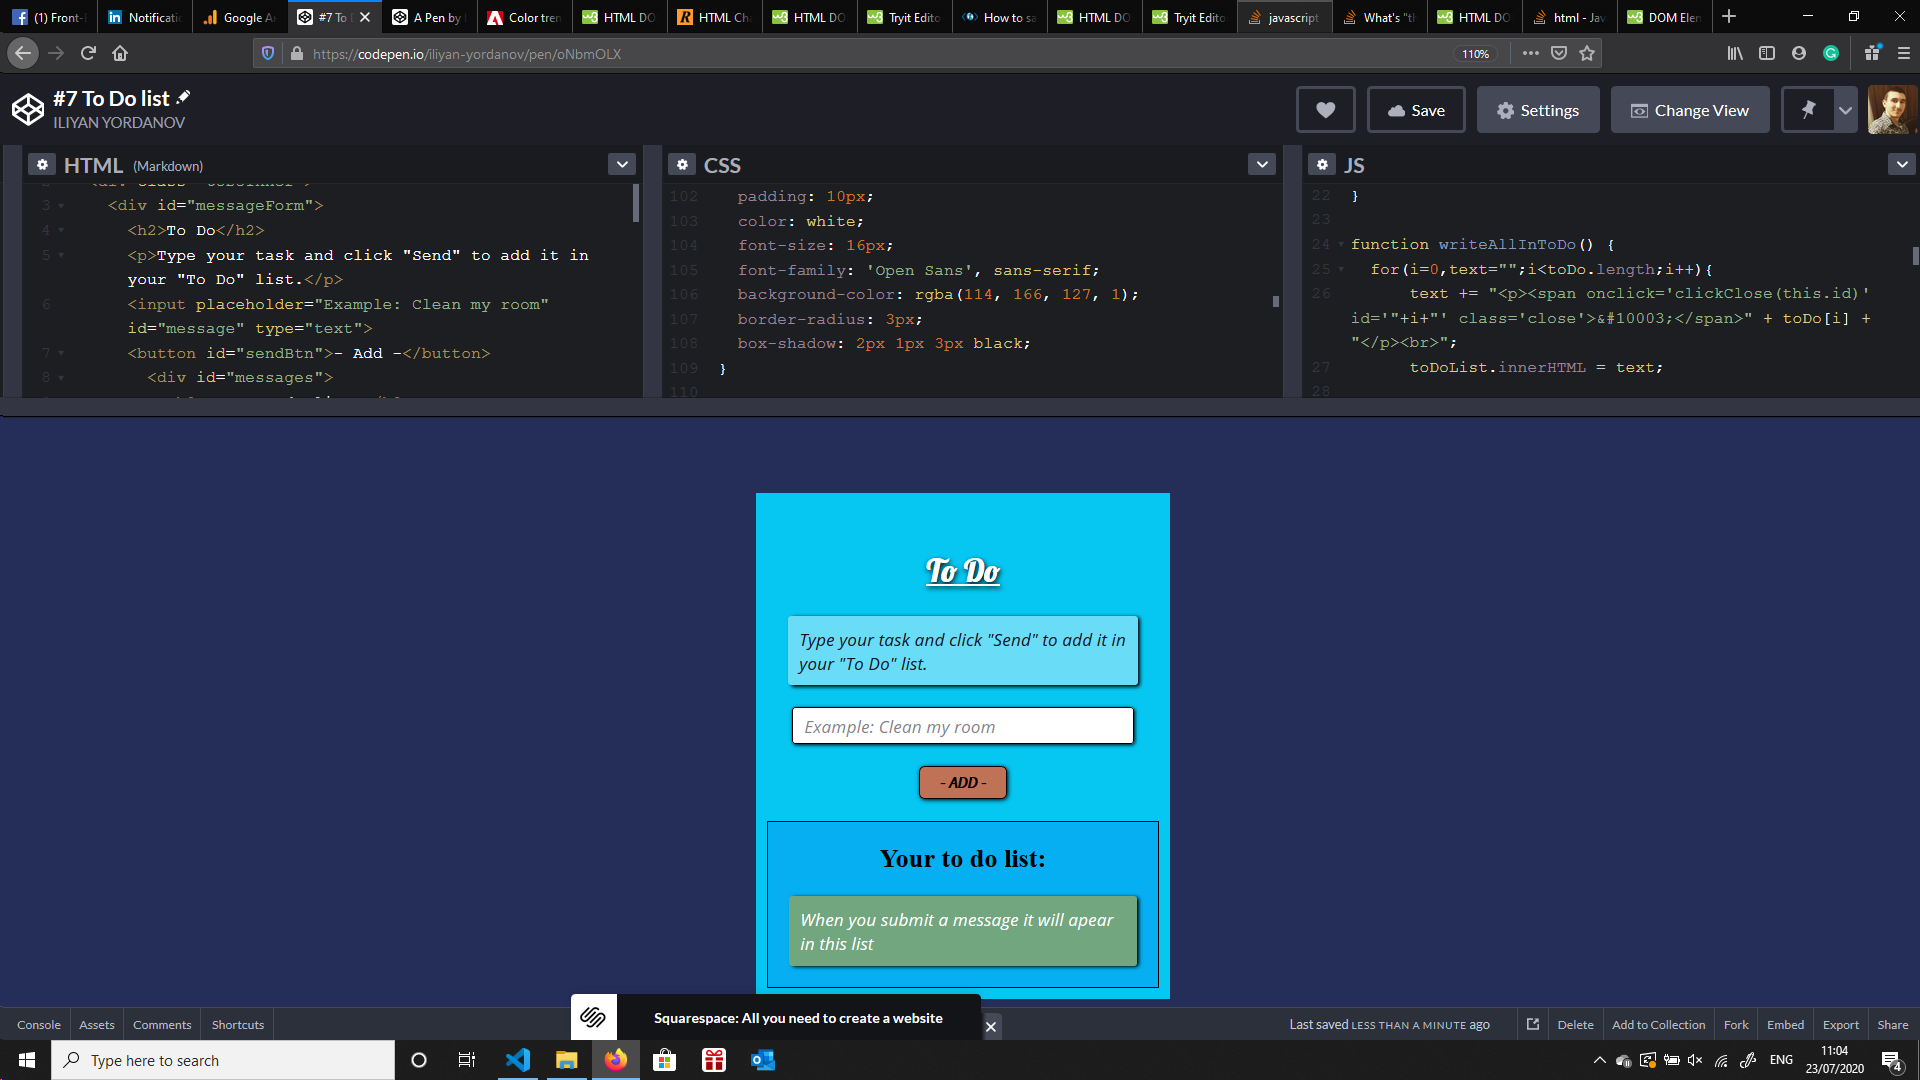 (1) Front-
Notificatio
Google A
#7 To
A Pen by
Color tren
HTML DO
HTML Ch
HTML DO
Tryit Edito
How to sa
HTML DO
Tryit Edito
javascript
What's "th
HTML DO
html - Jav
DOM Elen
https://codepen.io/iliyan-yordanov/pen/oNbmOLX
110%
#7 To Do list
ILIYAN YORDANOV
Save
Settings
Change View
HTML (Markdown)
3 <div id="messageForm">
4 <h2>To Do</h2>
5 <p>Type your task and click "Send" to add it in
your "To Do" list.</p>
6 <input placeholder="Example: Clean my room"
id="message" type="text">
7 <button id="sendBtn">- Add -</button>
8 <div id="messages">
CSS
102 padding: 10px;
103 color: white;
104 font-size: 16px;
105 font-family: 'Open Sans', sans-serif;
106 background-color: rgba(114, 166, 127, 1);
107 border-radius: 3px;
108 box-shadow: 2px 1px 3px black;
109 }
110
JS
22 }
23
24 function writeAllInToDo() {
25 for(i=0,text="";i<toDo.length;i++){
26 text += "<p><span onclick='clickClose(this.id)'
id='"+i+"' class='close'>&#10003;</span>" + toDo[i] +
"</p><br>";
27 toDoList.innerHTML = text;
28
To Do
Type your task and click "Send" to add it in
your "To Do" list.
Example: Clean my room
- ADD -
Your to do list:
When you submit a message it will apear
in this list
Console
Assets
Comments
Shortcuts
Squarespace: All you need to create a website
Last saved LESS THAN A MINUTE ago
Delete
Add to Collection
Fork
Embed
Export
Share
Type here to search
ENG
11:04
23/07/2020
4